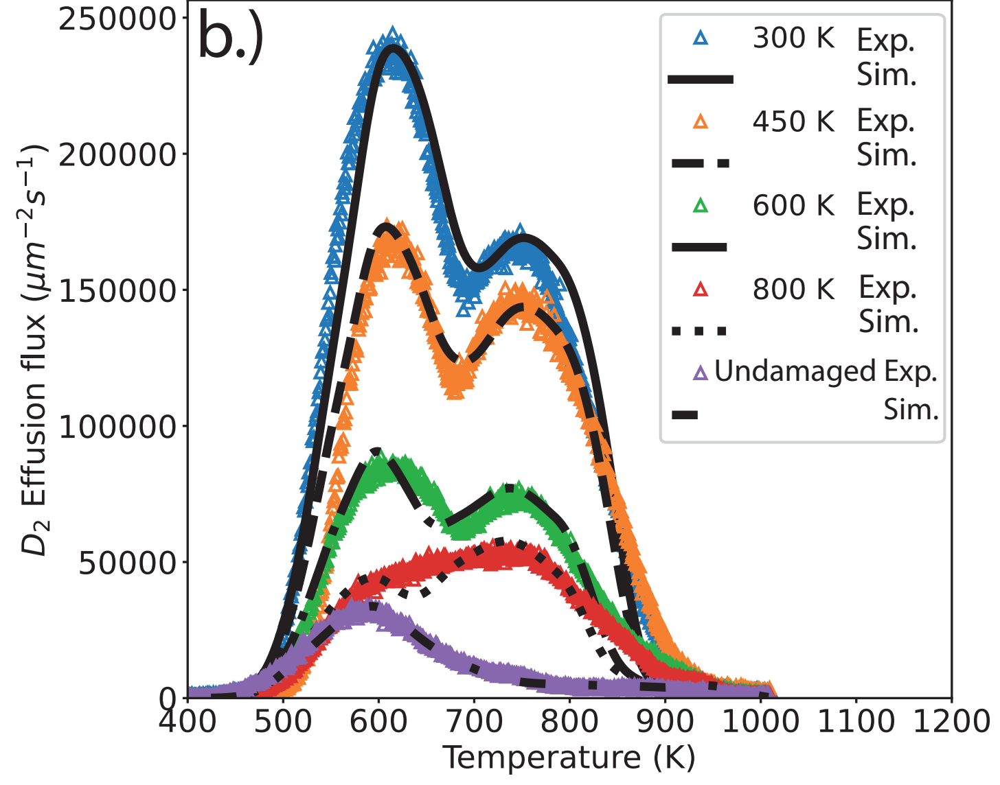 b.)
250000
200000
150000
100000
50000
0
D₂ Effusion flux (μm⁻²s⁻¹)
400 500 600 700 800 900 1000 1100 1200
Temperature (K)
300 K Exp.
Sim.
450 K Exp.
Sim.
600 K Exp.
Sim.
800 K Exp.
Sim.
Undamaged Exp.
Sim.